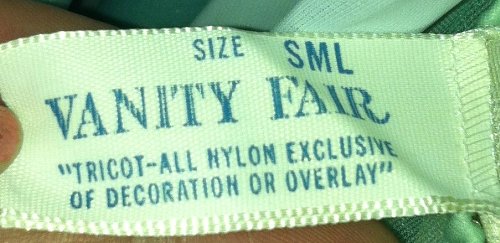 SIZE SML
VANITY FAIR
"TRICOT-ALL NYLON EXCLUSIVE
OF DECORATION OR OVERLAY"